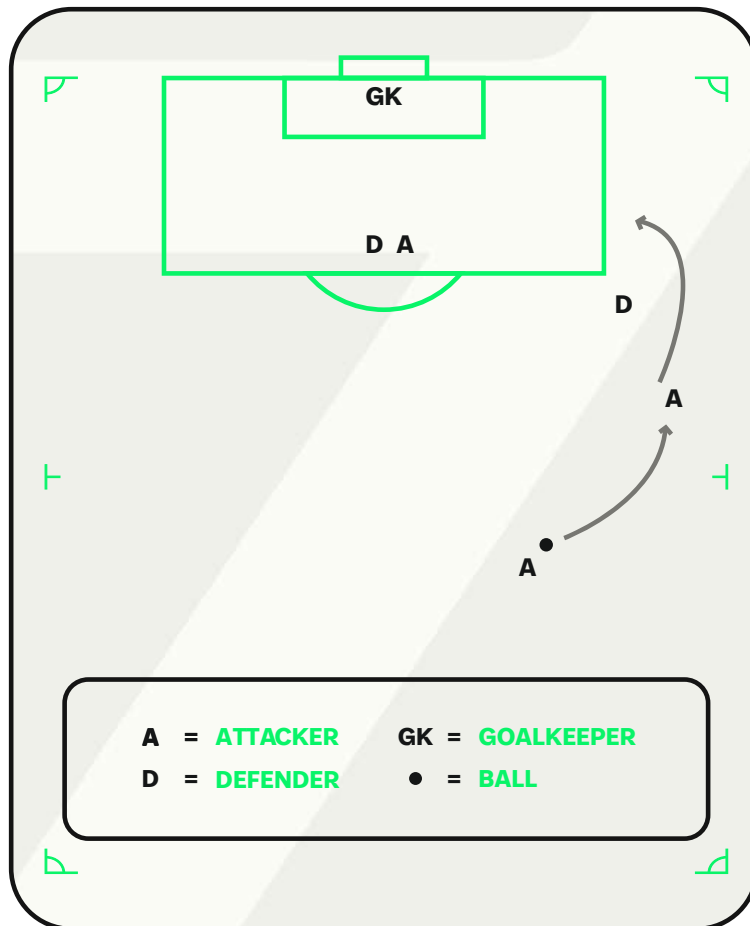 GK
D A
D
A
A
A = ATTACKER GK = GOALKEEPER
D = DEFENDER ● = BALL